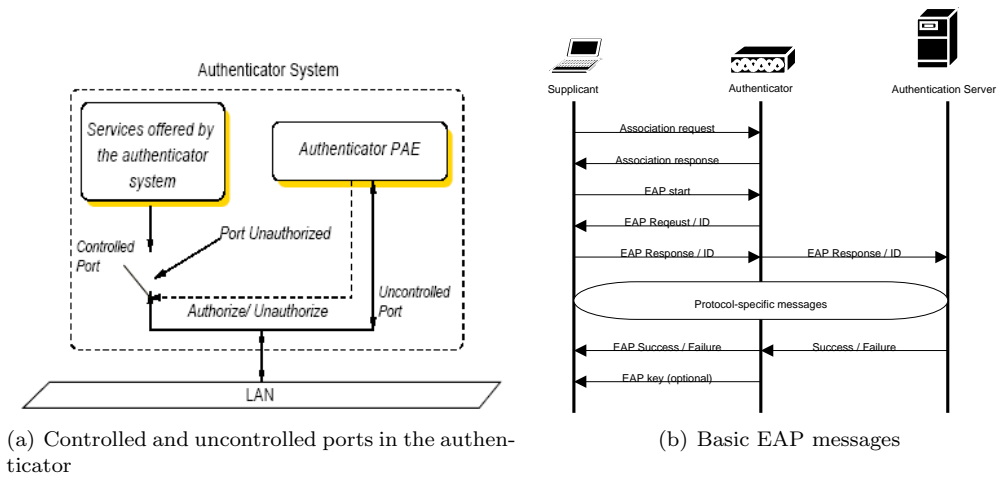 Authenticator System
Services offered by
the authenticator
system
Authenticator PAE
Port Unauthorized
Controlled
Port
Uncontrolled
Port
Authorize/ Unauthorize
LAN
(a) Controlled and uncontrolled ports in the authen-
ticator
Supplicant
Authenticator
Authentication Server
Association request
Association response
EAP start
EAP Reqeust / ID
EAP Response / ID
EAP Response / ID
Protocol-specific messages
EAP Success / Failure
Success / Failure
EAP key (optional)
(b) Basic EAP messages